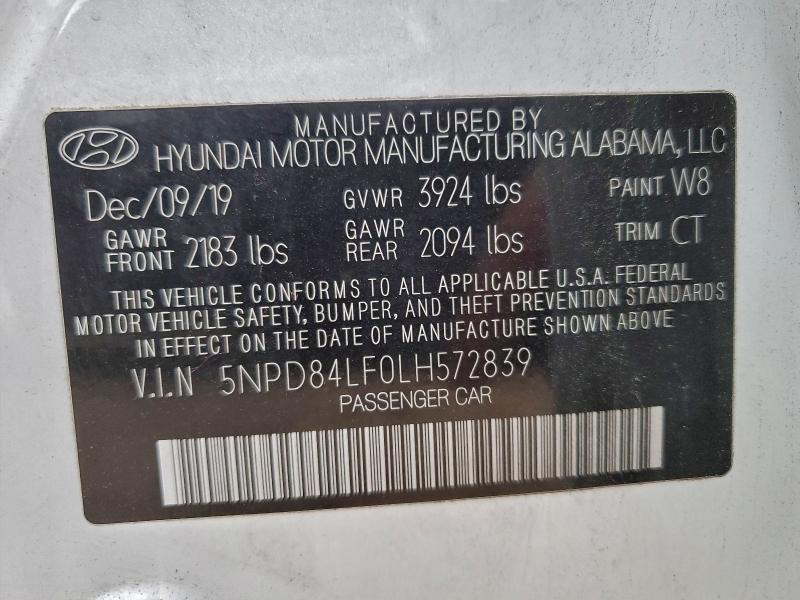 MANUFACTURED BY
HYUNDAI MOTOR MANUFACTURING ALABAMA, LLC
Dec/09/19 GVWR 3924 lbs PAINT W8
GAWR FRONT 2183 lbs GAWR REAR 2094 lbs TRIM CT
THIS VEHICLE CONFORMS TO ALL APPLICABLE U.S.A. FEDERAL
MOTOR VEHICLE SAFETY, BUMPER, AND THEFT PREVENTION STANDARDS
IN EFFECT ON THE DATE OF MANUFACTURE SHOWN ABOVE
V.I.N 5NPD84LF0LH572839
PASSENGER CAR